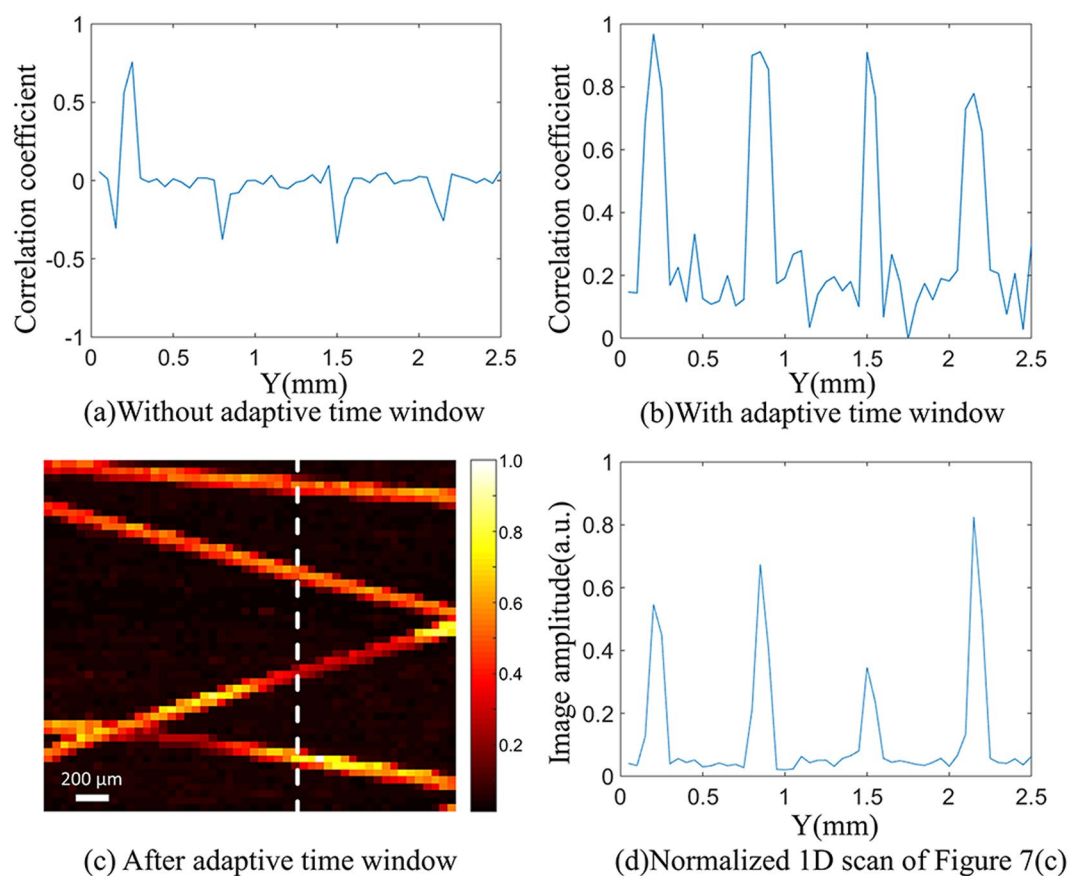 1
0.5
0
-0.5
-1
Correlation coefficient
0 0.5 1 1.5 2 2.5
Y(mm)
(a)Without adaptive time window
1
0.8
0.6
0.4
0.2
0
Correlation coefficient
0 0.5 1 1.5 2 2.5
Y(mm)
(b)With adaptive time window
200 μm
1.0
0.8
0.6
0.4
0.2
(c) After adaptive time window
1
0.8
0.6
0.4
0.2
0
Image amplitude(a.u.)
0 0.5 1.0 1.5 2 2.5
Y(mm)
(d)Normalized 1D scan of Figure 7(c)